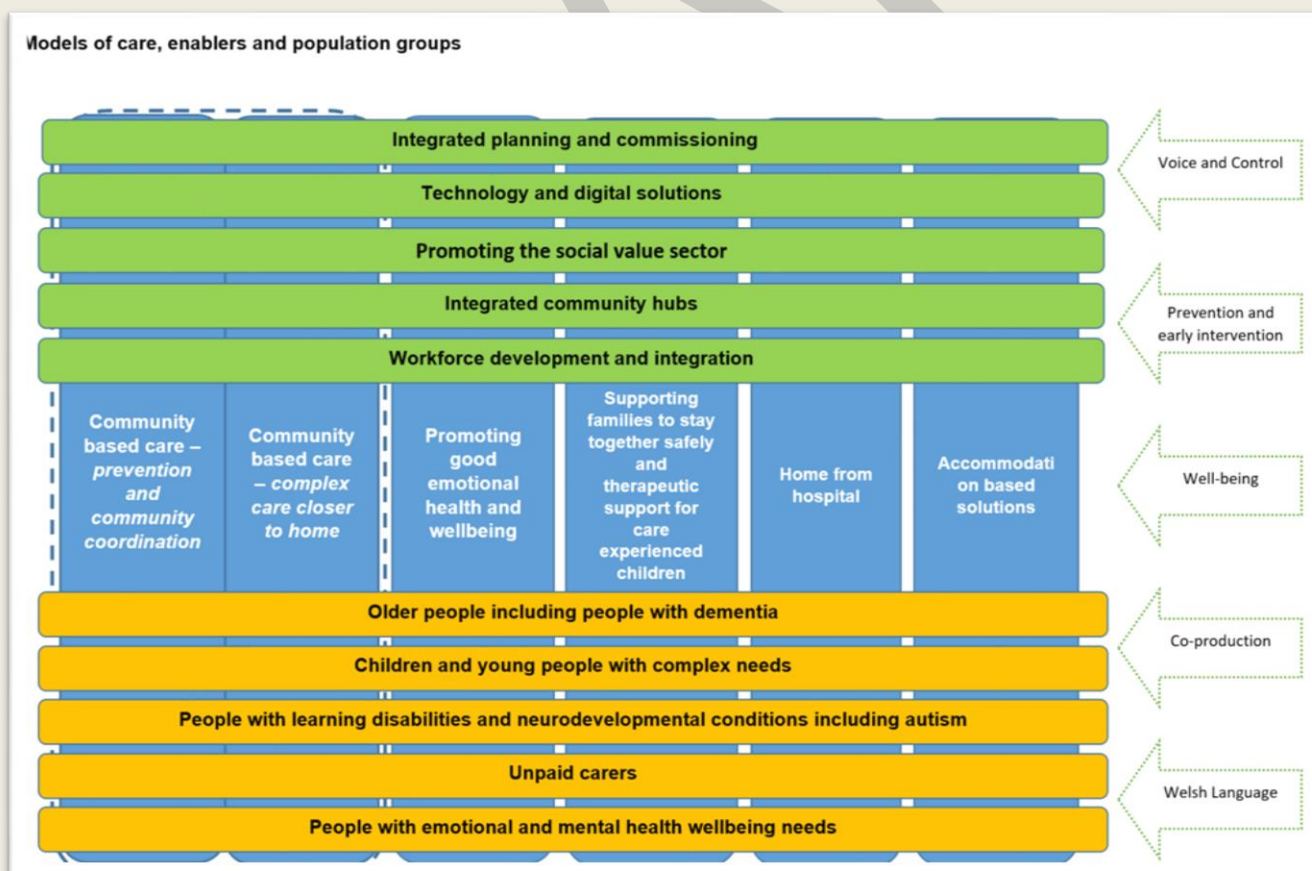 Models of care, enablers and population groups
Integrated planning and commissioning
Technology and digital solutions
Promoting the social value sector
Integrated community hubs
Workforce development and integration
Community
based care –
prevention
and
community
coordination
Community
based care
– complex
care closer
to home
Promoting
good
emotional
health and
wellbeing
Supporting
families to stay
together safely
and
therapeutic
support for
care
experienced
children
Home from
hospital
Accommodati
on based
solutions
Older people including people with dementia
Children and young people with complex needs
People with learning disabilities and neurodevelopmental conditions including autism
Unpaid carers
People with emotional and mental health wellbeing needs
Voice and Control
Prevention and
early intervention
Well-being
Co-production
Welsh Language